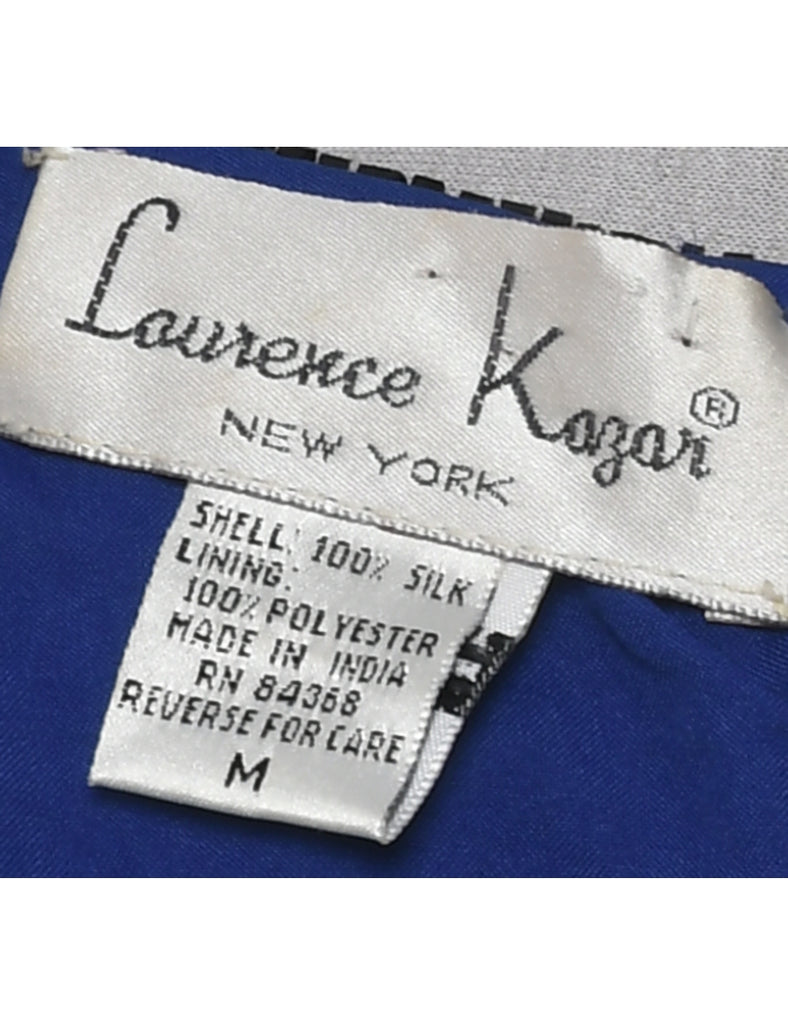 Laurence Kazar®
NEW YORK
SHELL: 100% SILK
LINING:
100% POLYESTER
MADE IN INDIA
RN 84368
REVERSE FOR CARE
M